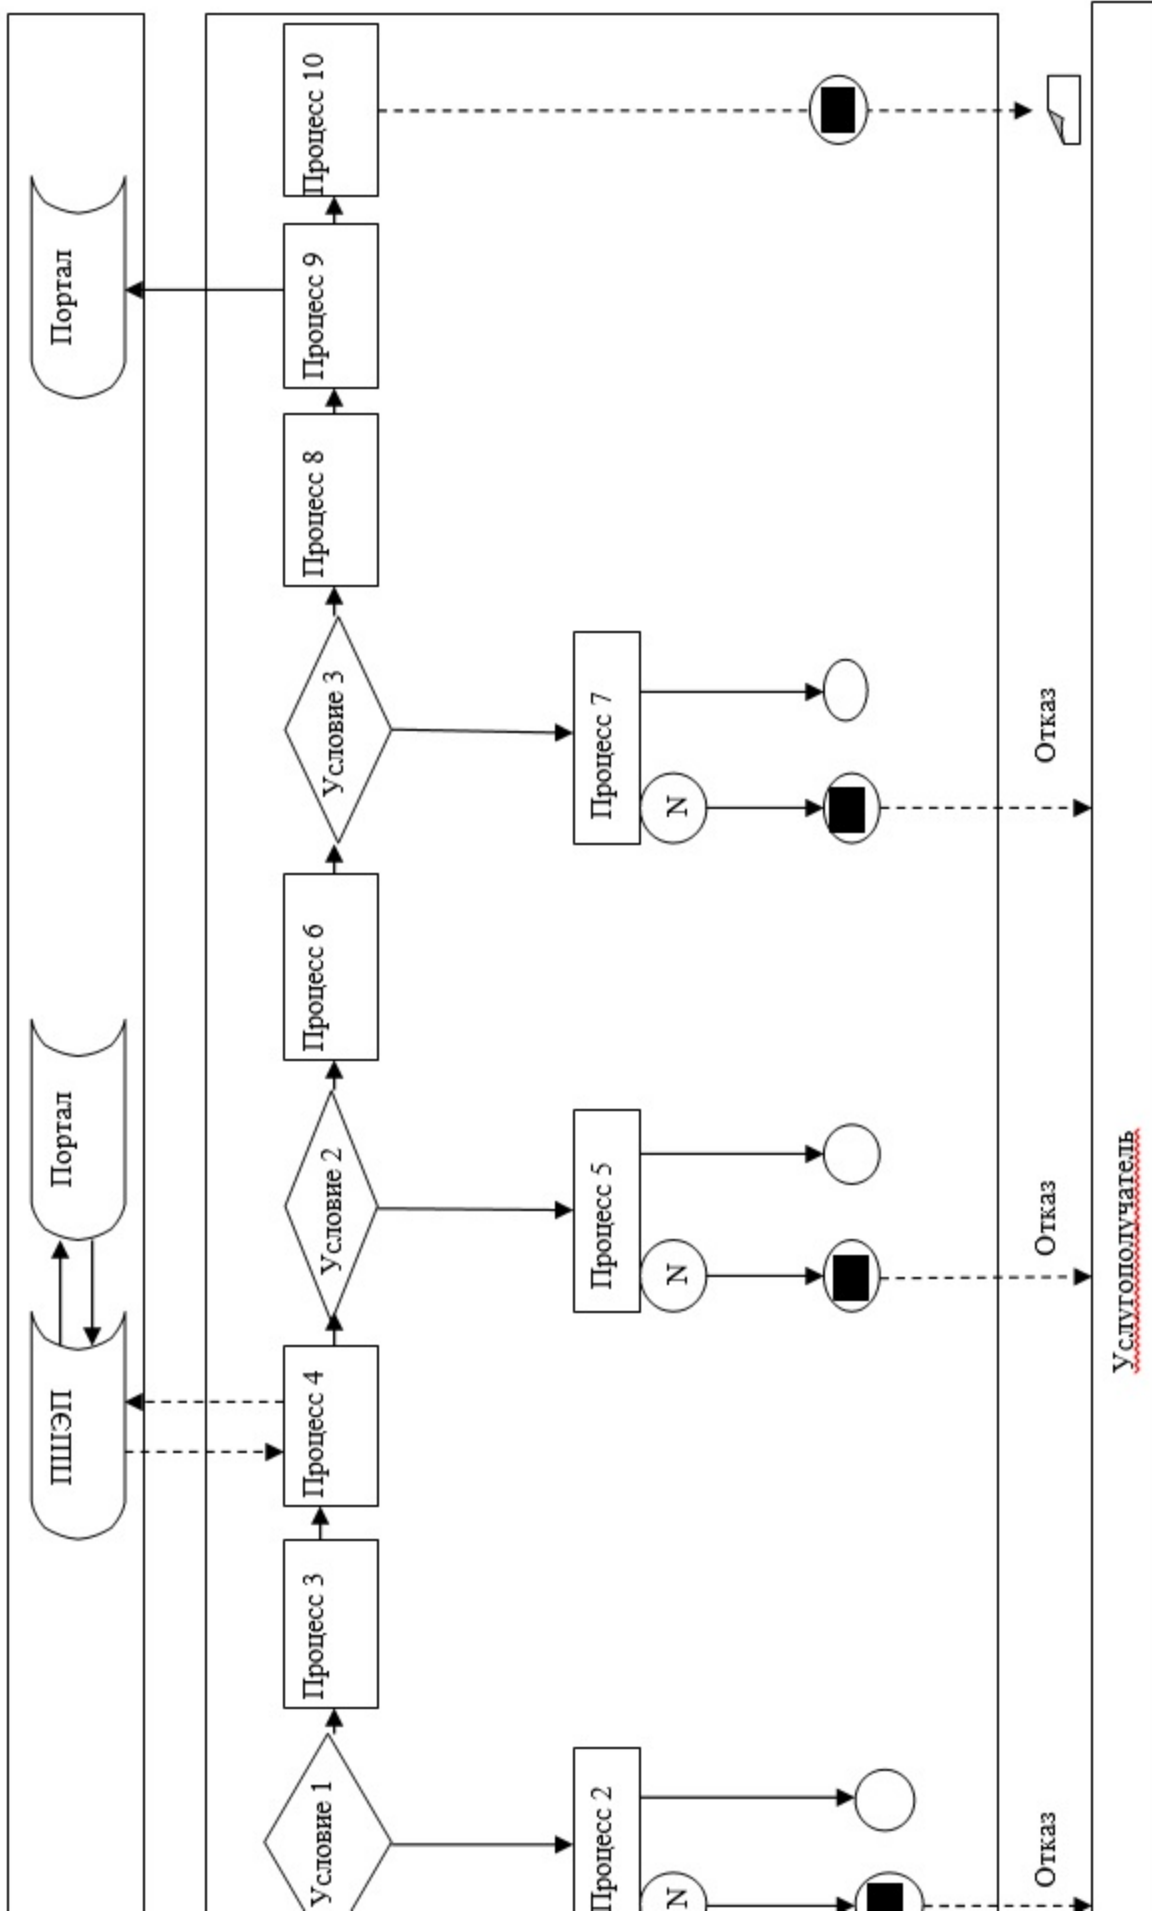 ПШЭП
Портал
Портал
Условие 1
Процесс 3
Процесс 4
Условие 2
Процесс 6
Условие 3
Процесс 8
Процесс 9
Процесс 10
Процесс 2
Процесс 5
Процесс 7
N
N
N
Отказ
Отказ
Отказ
Услугополучатель